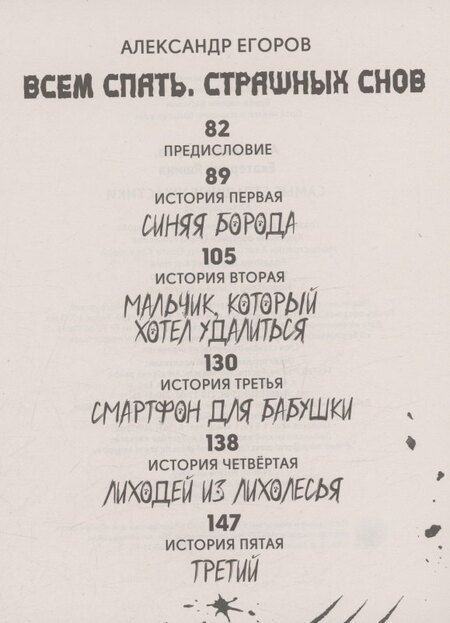 АЛЕКСАНДР ЕГОРОВ
ВСЕМ СПАТЬ. СТРАШНЫХ СНОВ
82
ПРЕДИСЛОВИЕ
89
ИСТОРИЯ ПЕРВАЯ
СИНЯЯ БОРОДА
105
ИСТОРИЯ ВТОРАЯ
МАЛЬЧИК, КОТОРЫЙ
ХОТЕЛ УДАЛИТЬСЯ
130
ИСТОРИЯ ТРЕТЬЯ
СМАРТФОН ДЛЯ БАБУШКИ
138
ИСТОРИЯ ЧЕТВЁРТАЯ
ЛИХОДЕЙ ИЗ ЛИХОЛЕСЬЯ
147
ИСТОРИЯ ПЯТАЯ
ТРЕТИЙ